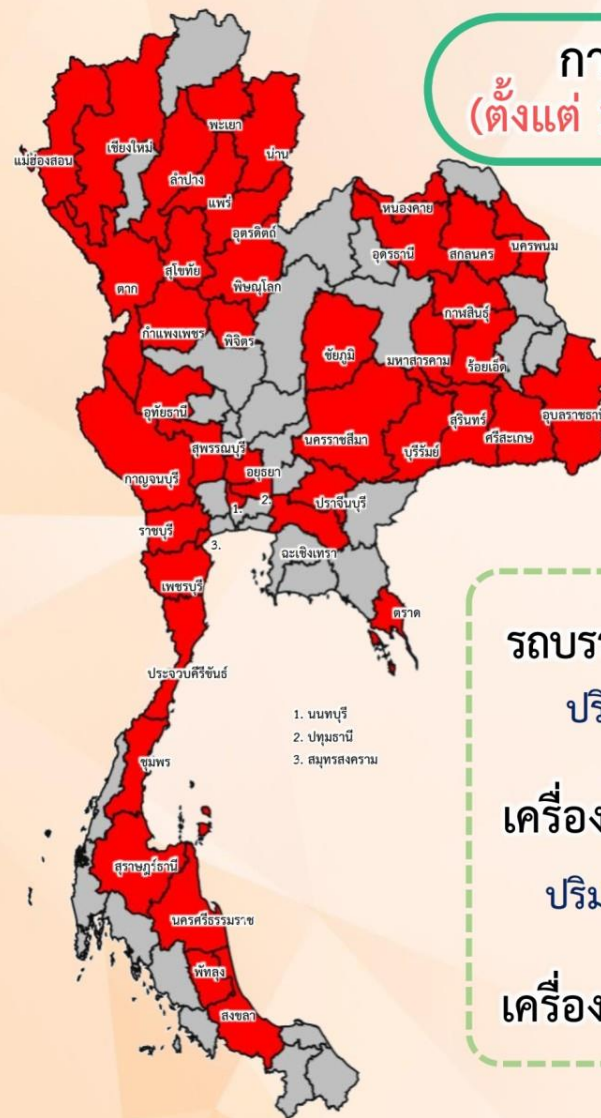 กา
(ตั้งแต่
พะเยา
แม่ฮ่องสอน
เชียงใหม่
น่าน
ลำปาง
แพร่
หนองคาย
อุตรดิตถ์
อุดรธานี
สกลนคร
นครพนม
สุโขทัย
ตาก
พิษณุโลก
กาฬสินธุ์
กำแพงเพชร
พิจิตร
ชัยภูมิ
มหาสารคาม
ร้อยเอ็ด
อุทัยธานี
อุบลราชธานี
สุรินทร์
สุพรรณบุรี
นครราชสีมา
ศรีสะเกษ
บุรีรัมย์
อยุธยา
กาญจนบุรี
2.
ปราจีนบุรี
1.
ราชบุรี
3.
ฉะเชิงเทรา
เพชรบุรี
ตราด
ประจวบคีรีขันธ์
1. นนทบุรี
2. ปทุมธานี
3. สมุทรสงคราม
ชุมพร
สุราษฎร์ธานี
นครศรีธรรมราช
พัทลุง
สงขลา
รถบรร
ปริ
เครื่อง
ปริม
เครื่อง